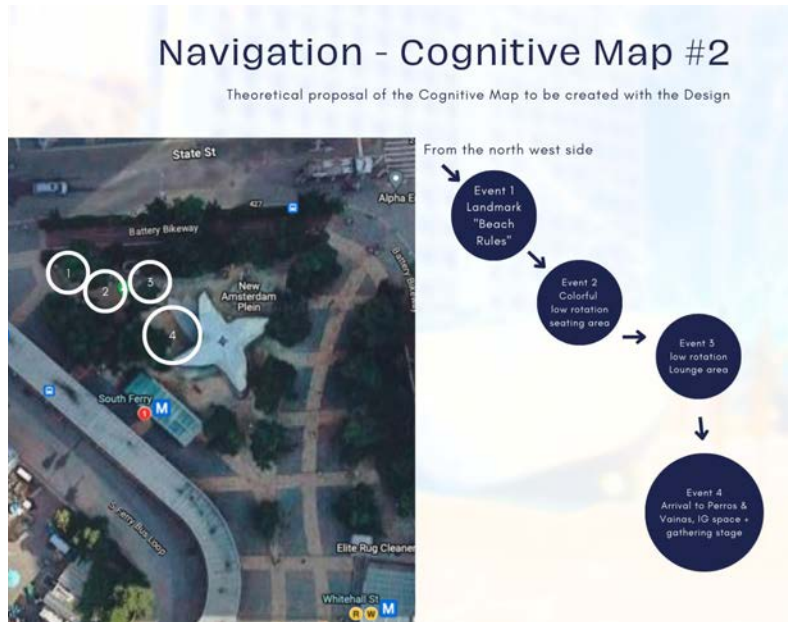 Navigation - Cognitive Map #2
Theoretical proposal of the Cognitive Map to be created with the Design
State St
Alpha E
427
Battery Bikeway
Battery Bikeway
1
2
3
4
New
Amsterdam
Plein
South Ferry
M
1
S Ferry Bus Loop
Elite Rug Cleaner
Whitehall St
M
R W
From the north west side
Event 1
Landmark
"Beach
Rules"
Event 2
Colorful
low rotation
seating area
Event 3
low rotation
Lounge area
Event 4
Arrival to Perros &
Vainas, IG space +
gathering stage